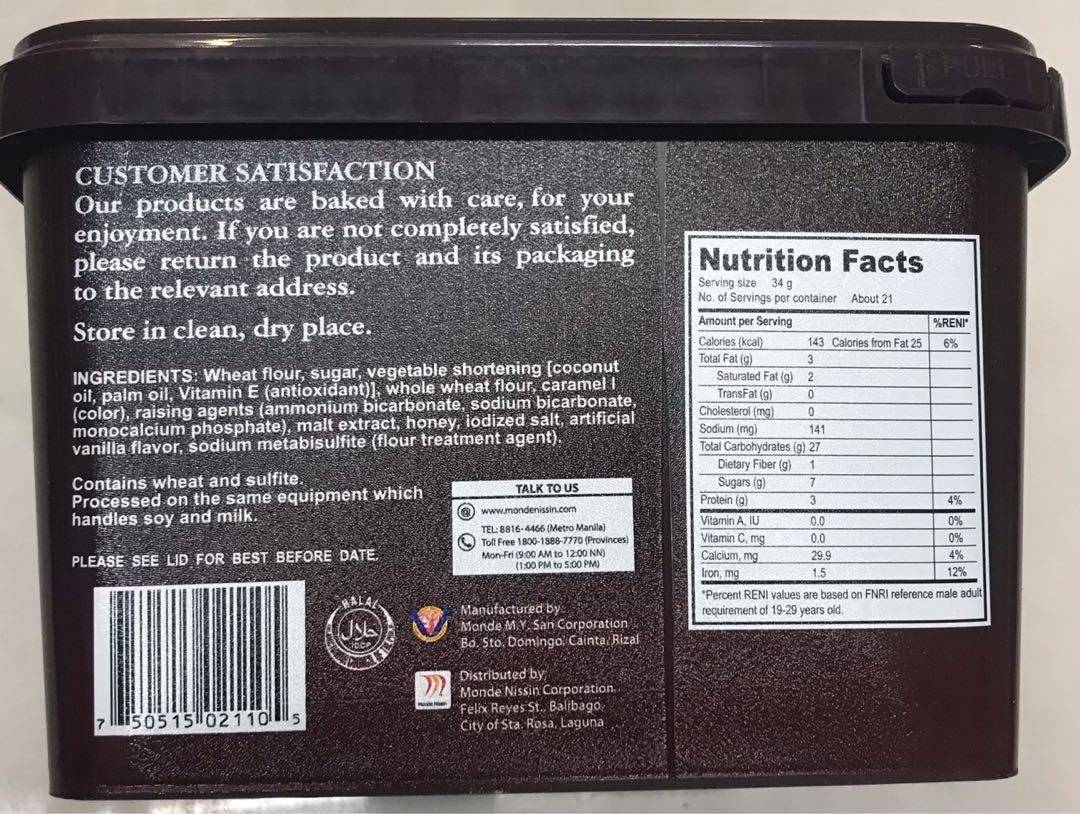 PULL
CUSTOMER SATISFACTION
Our products are baked with care, for your
enjoyment. If you are not completely satisfied,
please return the product and its packaging
to the relevant address.
Store in clean, dry place.
INGREDIENTS: Wheat flour, sugar, vegetable shortening [coconut
oil, palm oil, Vitamin E (antioxidant)], whole wheat flour, caramel I
(color), raising agents (ammonium bicarbonate, sodium bicarbonate,
monocalcium phosphate), malt extract, honey, iodized salt, artificial
vanilla flavor, sodium metabisulfite (flour treatment agent).
Contains wheat and sulfite.
Processed on the same equipment which
handles soy and milk.
PLEASE SEE LID FOR BEST BEFORE DATE.
TALK TO US
www.mondenissin.com
TEL: 8816-4466 (Metro Manila)
Toll Free 1800-1888-7770 (Provinces)
Mon-Fri (9:00 AM to 12:00 NN)
(1:00 PM to 5:00 PM)
7 50515 02110 5
HALAL
حلال
IDCP
Manufactured by
Monde M.Y. San Corporation
Bo. Sto. Domingo, Cainta, Rizal
Monde Nissin
Distributed by:
Monde Nissin Corporation
Felix Reyes St., Balibago,
City of Sta. Rosa, Laguna
Nutrition Facts
Serving size 34 g
No. of Servings per container About 21
Amount per Serving %RENI*
Calories (kcal) 143 Calories from Fat 25 6%
Total Fat (g) 3
Saturated Fat (g) 2
TransFat (g) 0
Cholesterol (mg) 0
Sodium (mg) 141
Total Carbohydrates (g) 27
Dietary Fiber (g) 1
Sugars (g) 7
Protein (g) 3 4%
Vitamin A, IU 0.0 0%
Vitamin C, mg 0.0 0%
Calcium, mg 29.9 4%
Iron, mg 1.5 12%
*Percent RENI values are based on FNRI reference male adult
requirement of 19-29 years old.